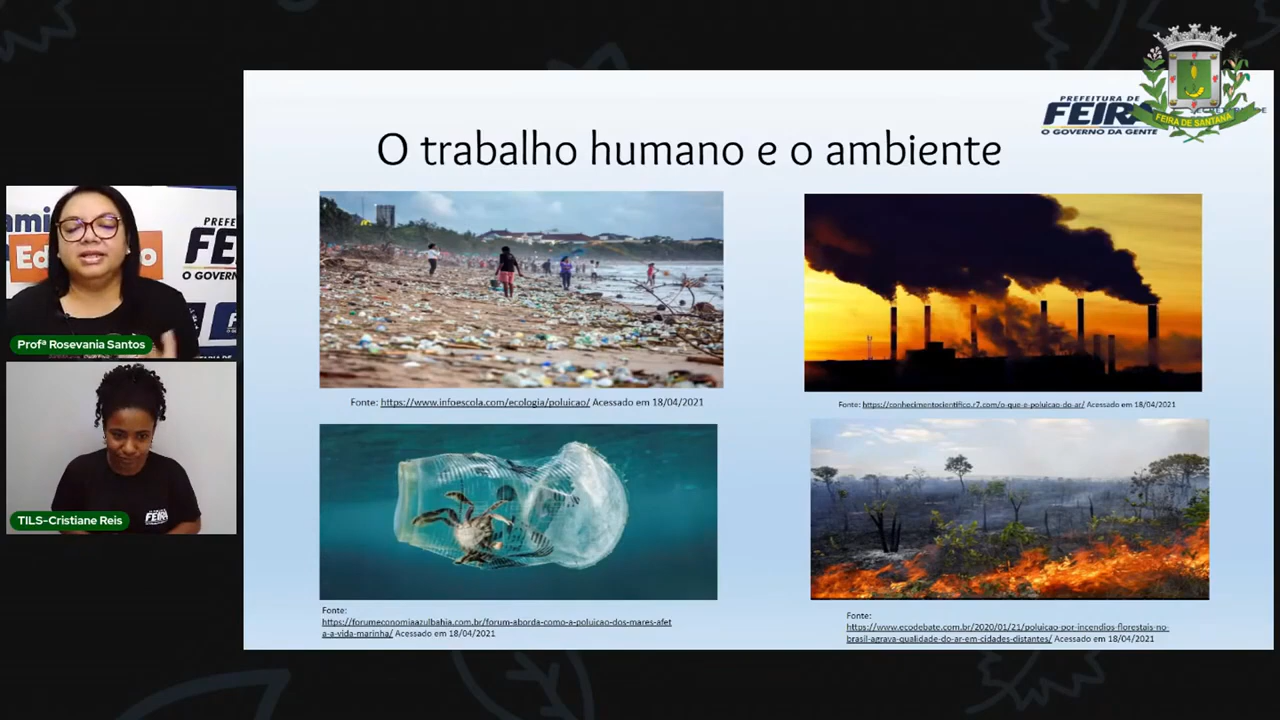 PREFEITURA DE
FEIRA
O GOVERNO DA GENTE
FEIRA DE SANTANA
O trabalho humano e o ambiente
Fonte: https://www.infoescola.com/ecologia/poluicao/ Acessado em 18/04/2021
Fonte: https://conhecimentocientifico.r7.com/o-que-e-poluicao-do-ar/ Acessado em 18/04/2021
Fonte:
https://forumeconomiaazulbahia.com.br/forum-aborda-como-a-poluicao-dos-mares-afet
a-a-vida-marinha/ Acessado em 18/04/2021
Fonte:
https://www.ecodebate.com.br/2020/01/21/poluicao-por-incendios-florestais-no-
brasil-agrava-qualidade-do-ar-em-cidades-distantes/ Acessado em 18/04/2021
PREFE
FE
O GOVERN
Profª Rosevania Santos
FEIRA
TILS-Cristiane Reis